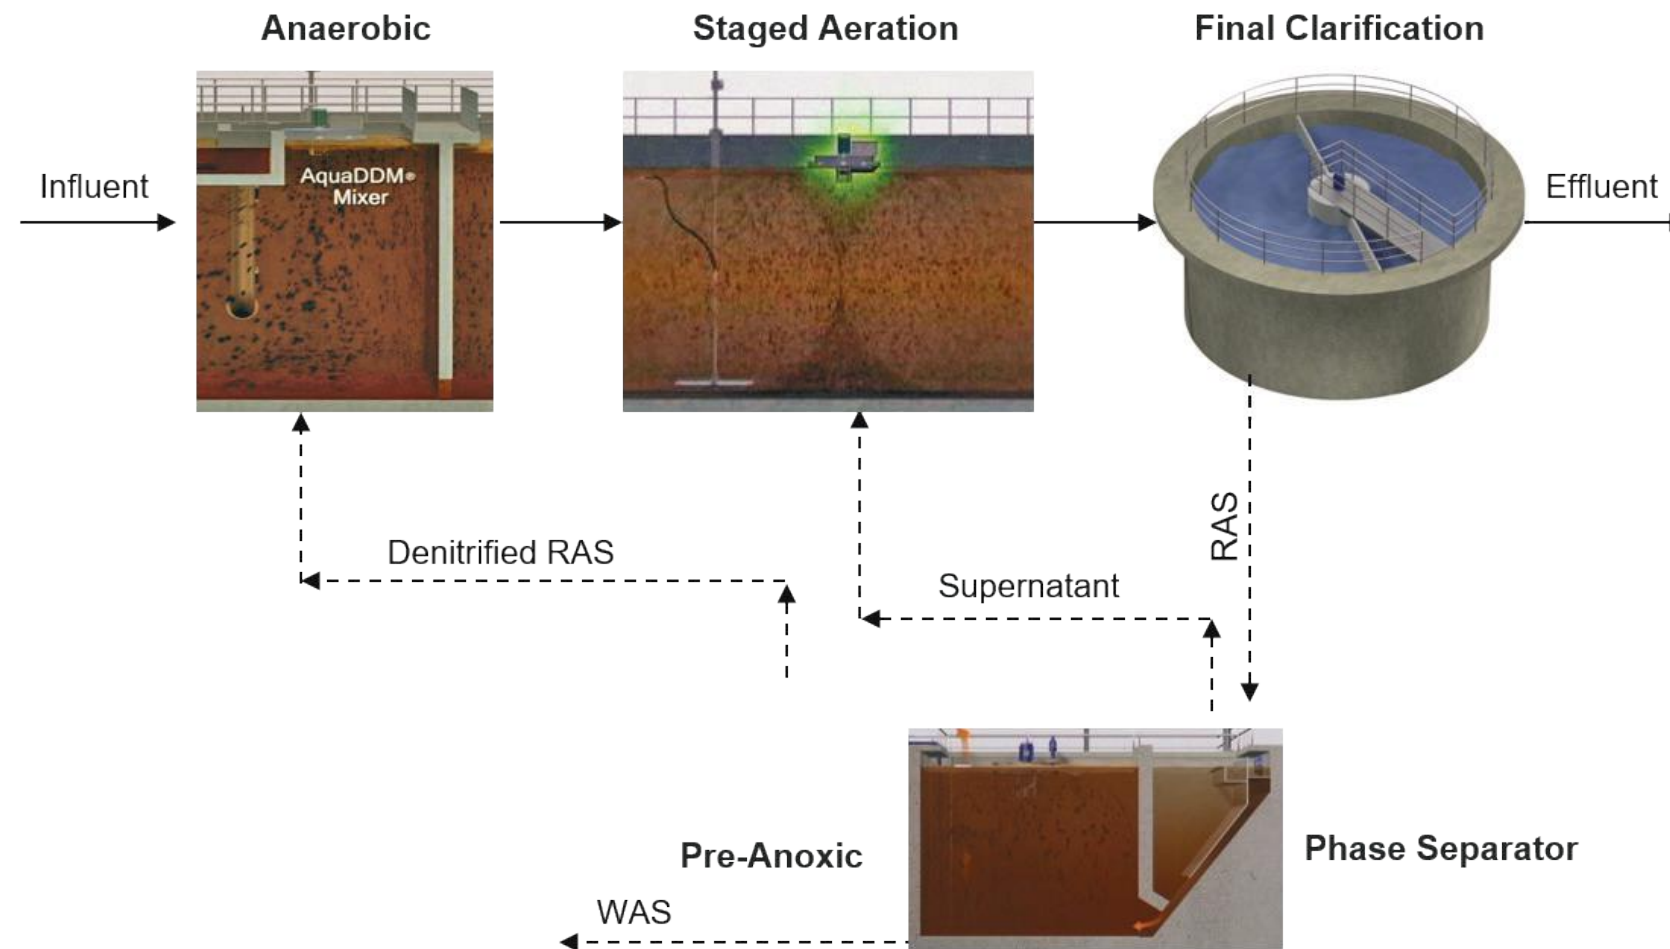 Anaerobic
Staged Aeration
Final Clarification
Influent
AquaDDM®
Mixer
Effluent
RAS
Denitrified RAS
Supernatant
Pre-Anoxic
Phase Separator
WAS